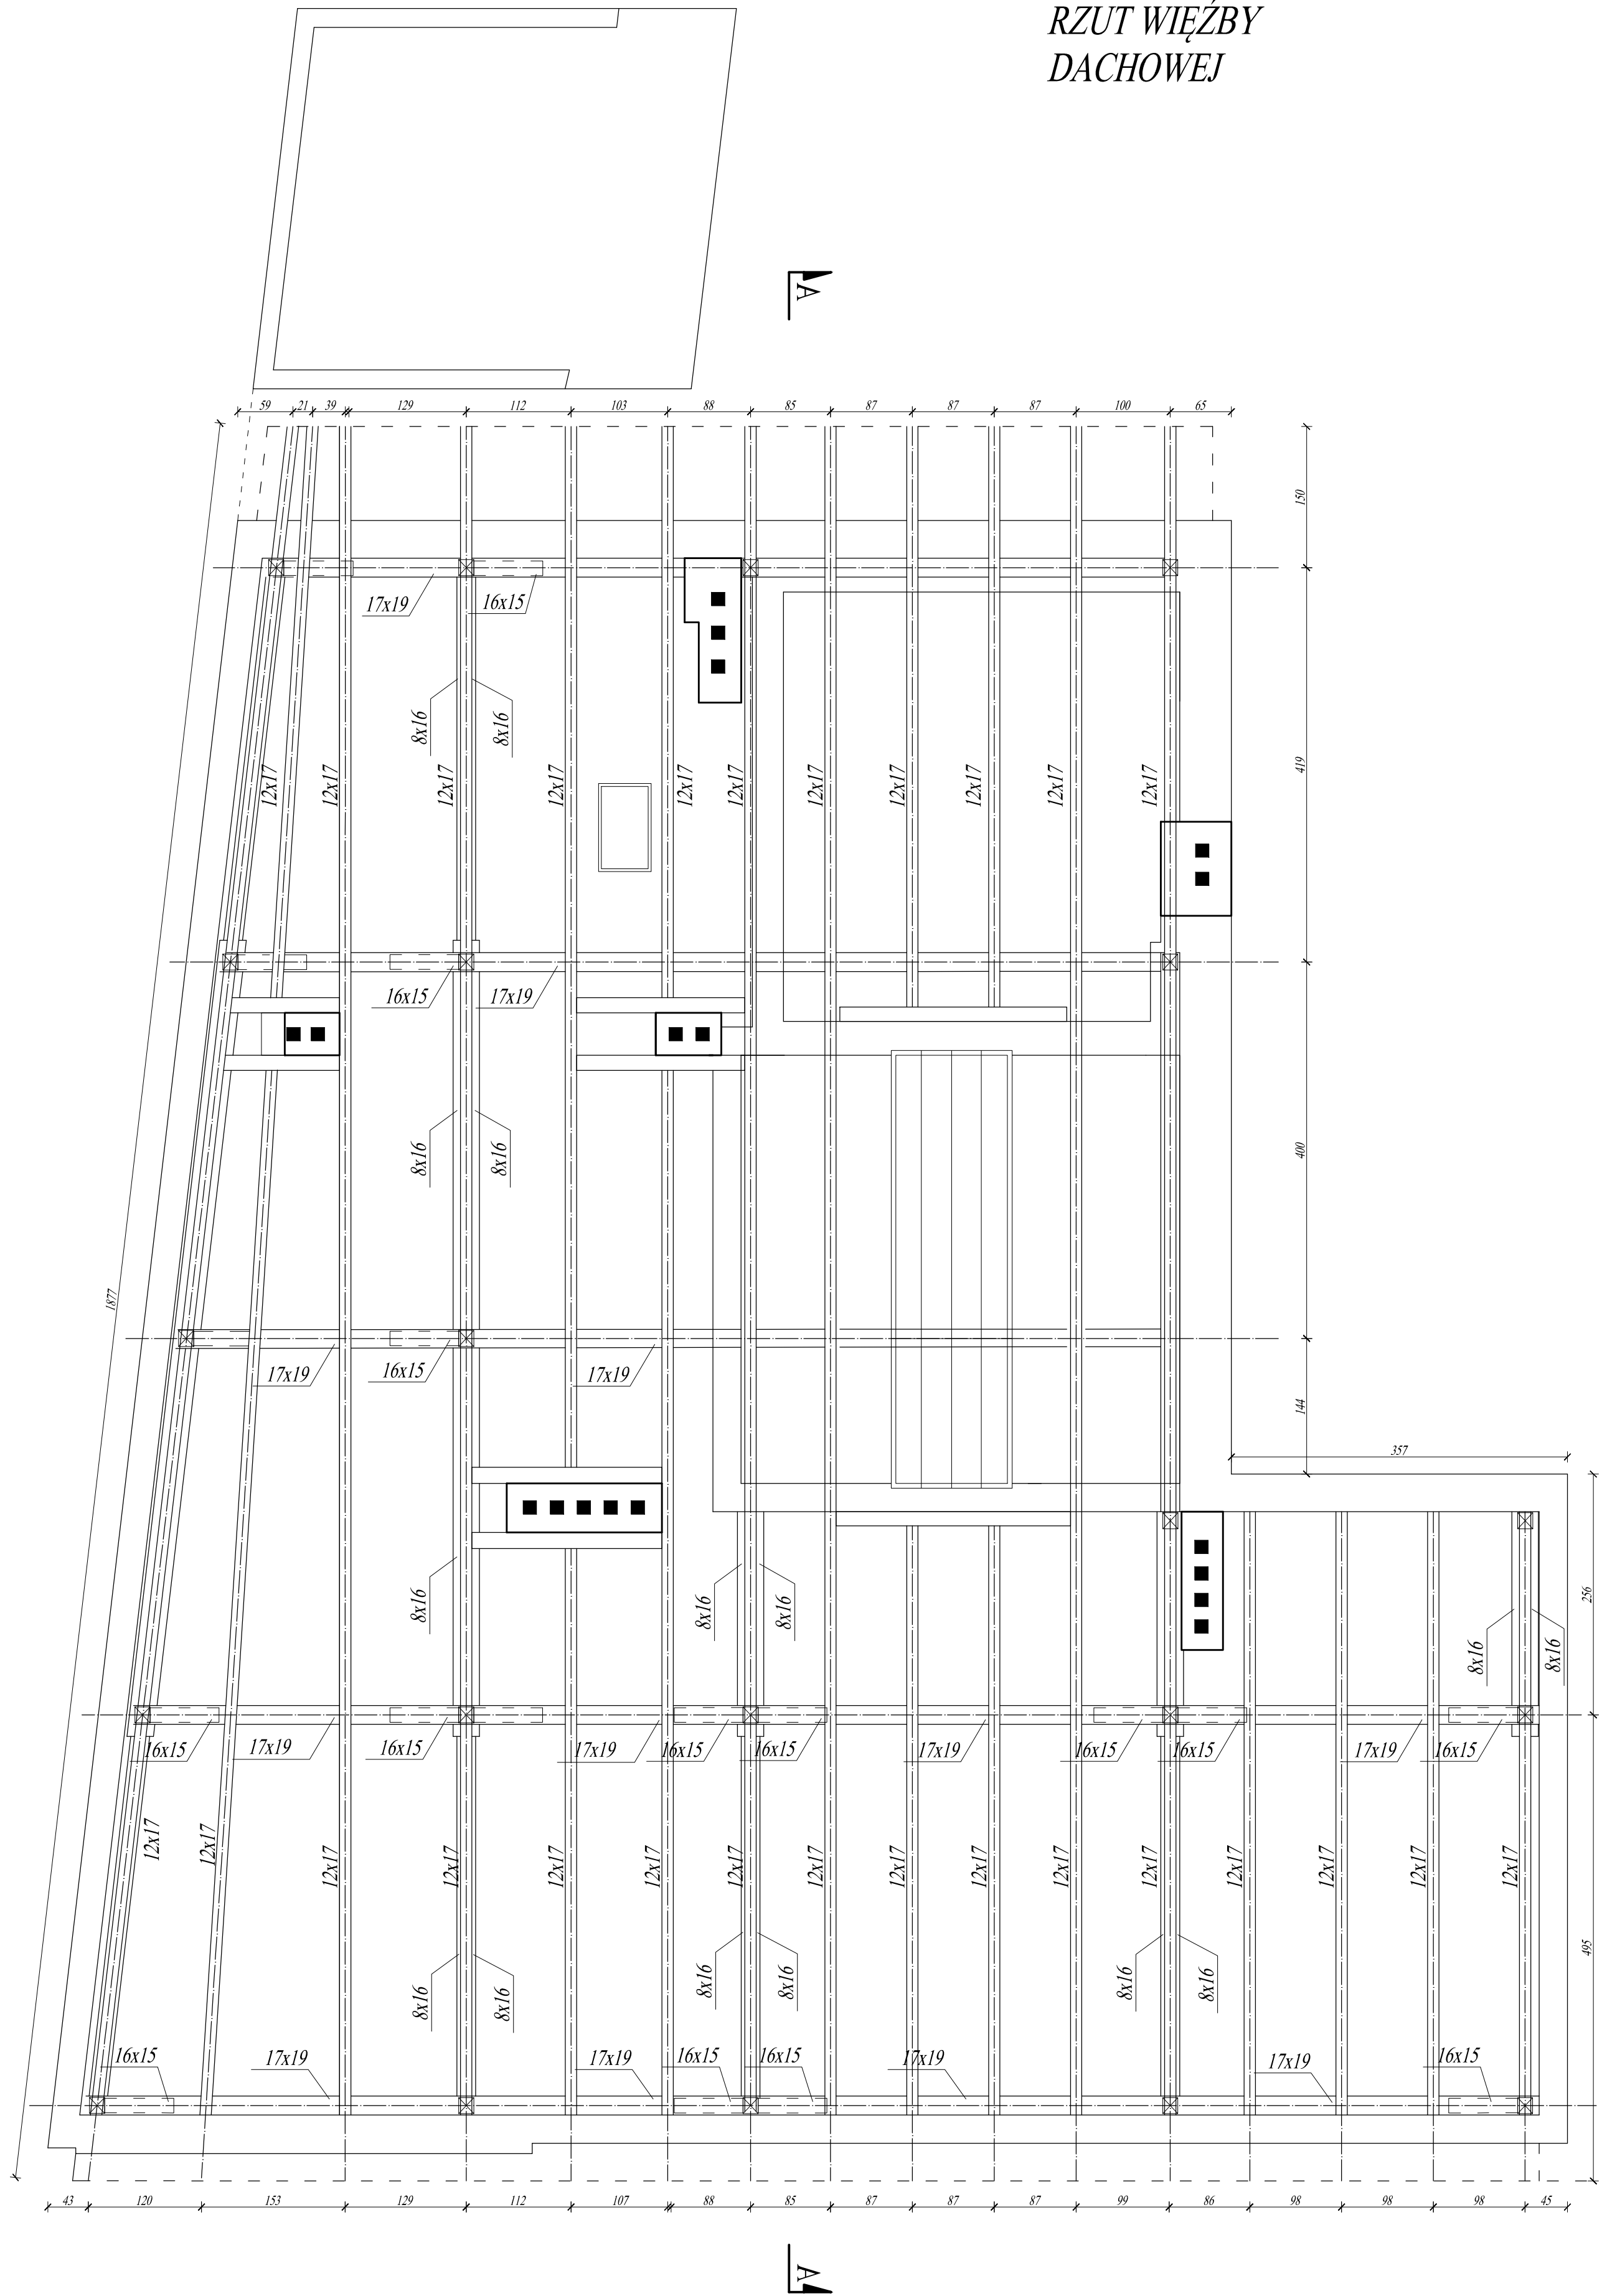 RZUT WIĘŹBY
DACHOWEJ
A
59 21 39 129 112 103 88 85 87 87 87 100 65
150
17x19 16x15
8x16 8x16
419
12x17 12x17 12x17 12x17 12x17 12x17 12x17 12x17 12x17 12x17 12x17
16x15 17x19
8x16 8x16
400
1877
17x19 16x15 17x19
144
357
8x16 8x16 8x16 8x16 8x16
256
16x15 17x19 16x15 17x19 16x15 16x15 17x19 16x15 16x15 17x19 16x15
12x17 12x17 12x17 12x17 12x17 12x17 12x17 12x17 12x17 12x17 12x17 12x17 12x17 12x17 12x17
495
8x16 8x16 8x16 8x16 8x16 8x16
16x15 17x19 17x19 16x15 16x15 17x19 17x19 16x15
43 120 153 129 112 107 88 85 87 87 87 99 86 98 98 98 45
A